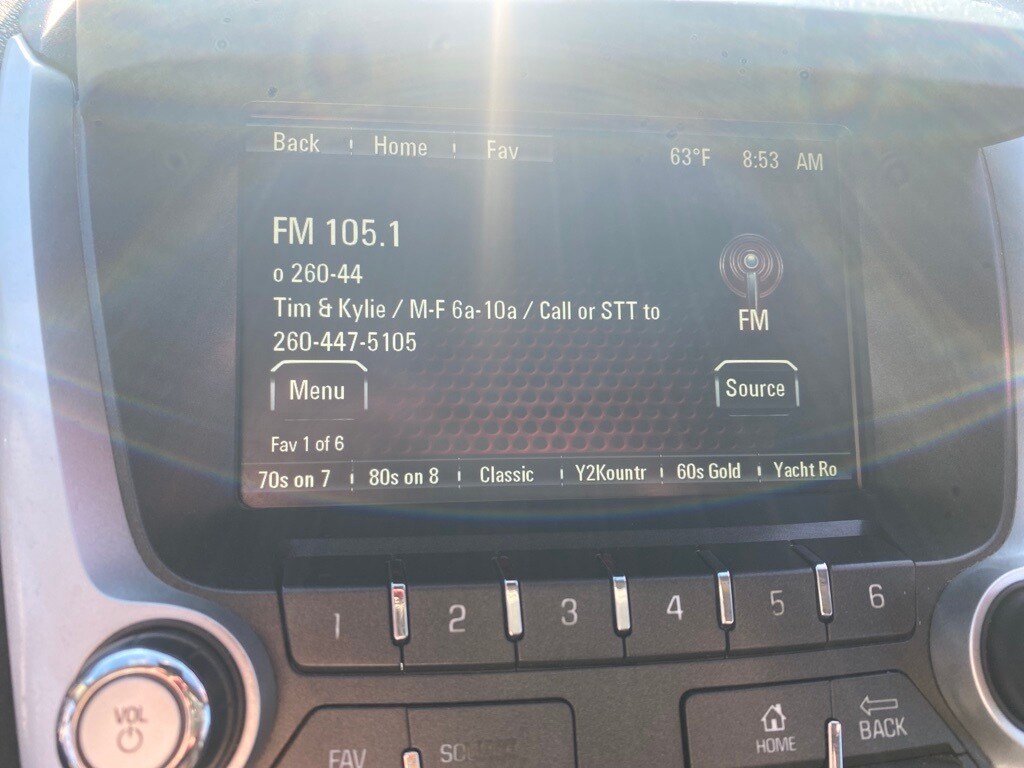 Back Home Fav 63°F 8:53 AM
FM 105.1
o 260-44
Tim & Kylie / M-F 6a-10a / Call or STT to
260-447-5105
FM
Menu Source
Fav 1 of 6
70s on 7 80s on 8 Classic Y2Kountr 60s Gold Yacht Ro
1 2 3 4 5 6
VOL
FAV
HOME
BACK